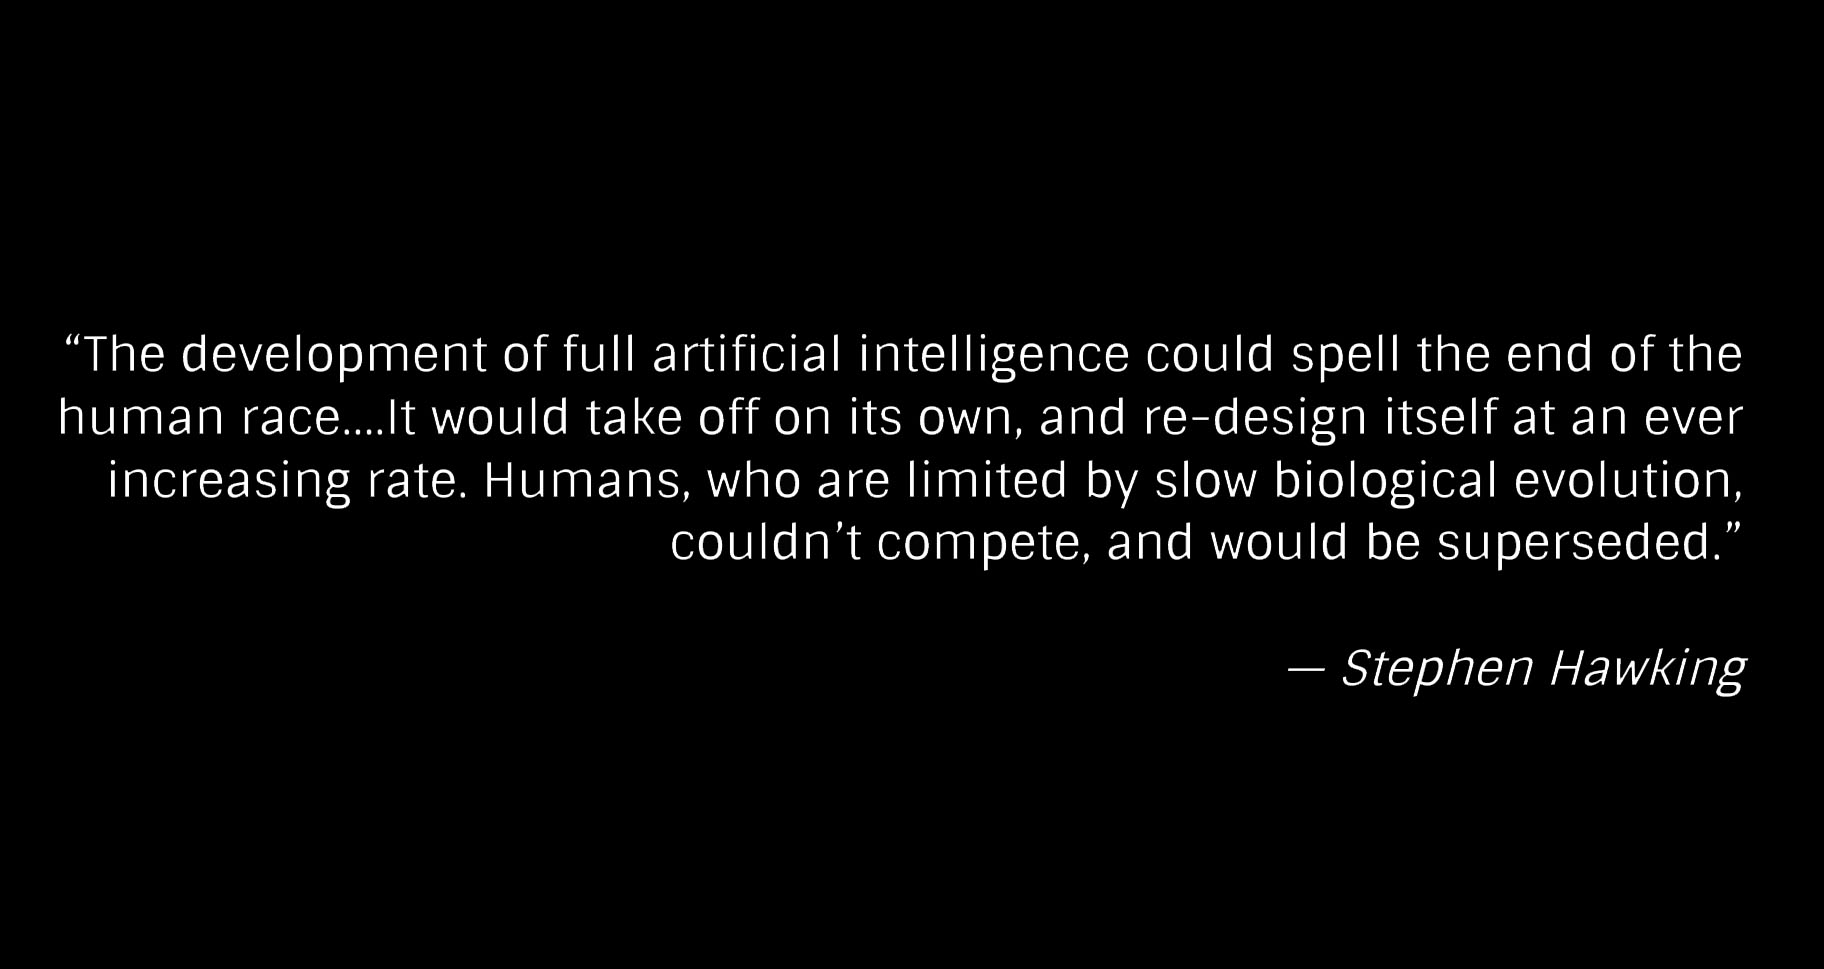 “The development of full artificial intelligence could spell the end of the
human race....It would take off on its own, and re-design itself at an ever
increasing rate. Humans, who are limited by slow biological evolution,
couldn’t compete, and would be superseded.”
— Stephen Hawking